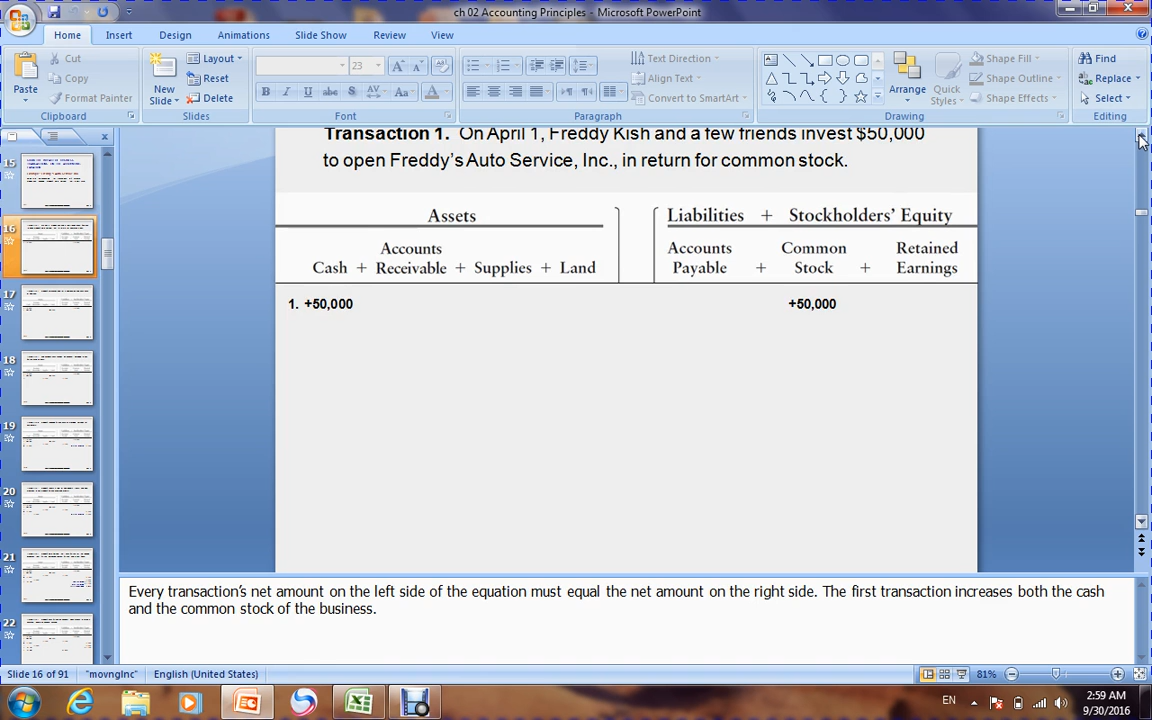 ch 02 Accounting Principles - Microsoft PowerPoint
Home Insert Design Animations Slide Show Review View
Paste
Cut
Copy
Format Painter
Clipboard
New Slide
Layout
Reset
Delete
Slides
23
B I U abc S AV Aa A
Font
Paragraph
Text Direction
Align Text
Convert to SmartArt
Arrange
Quick Styles
Shape Fill
Shape Outline
Shape Effects
Drawing
Find
Replace
Select
Editing
15
16
17
18
19
20
21
22
Transaction 1. On April 1, Freddy Kish and a few friends invest $50,000
to open Freddy's Auto Service, Inc., in return for common stock.
Assets Liabilities + Stockholders' Equity
Accounts Accounts Common Retained
Cash + Receivable + Supplies + Land Payable + Stock + Earnings
1. +50,000 +50,000
Every transaction's net amount on the left side of the equation must equal the net amount on the right side. The first transaction increases both the cash
and the common stock of the business.
Slide 16 of 91 "movngInc" English (United States) 81%
EN 2:59 AM
9/30/2016